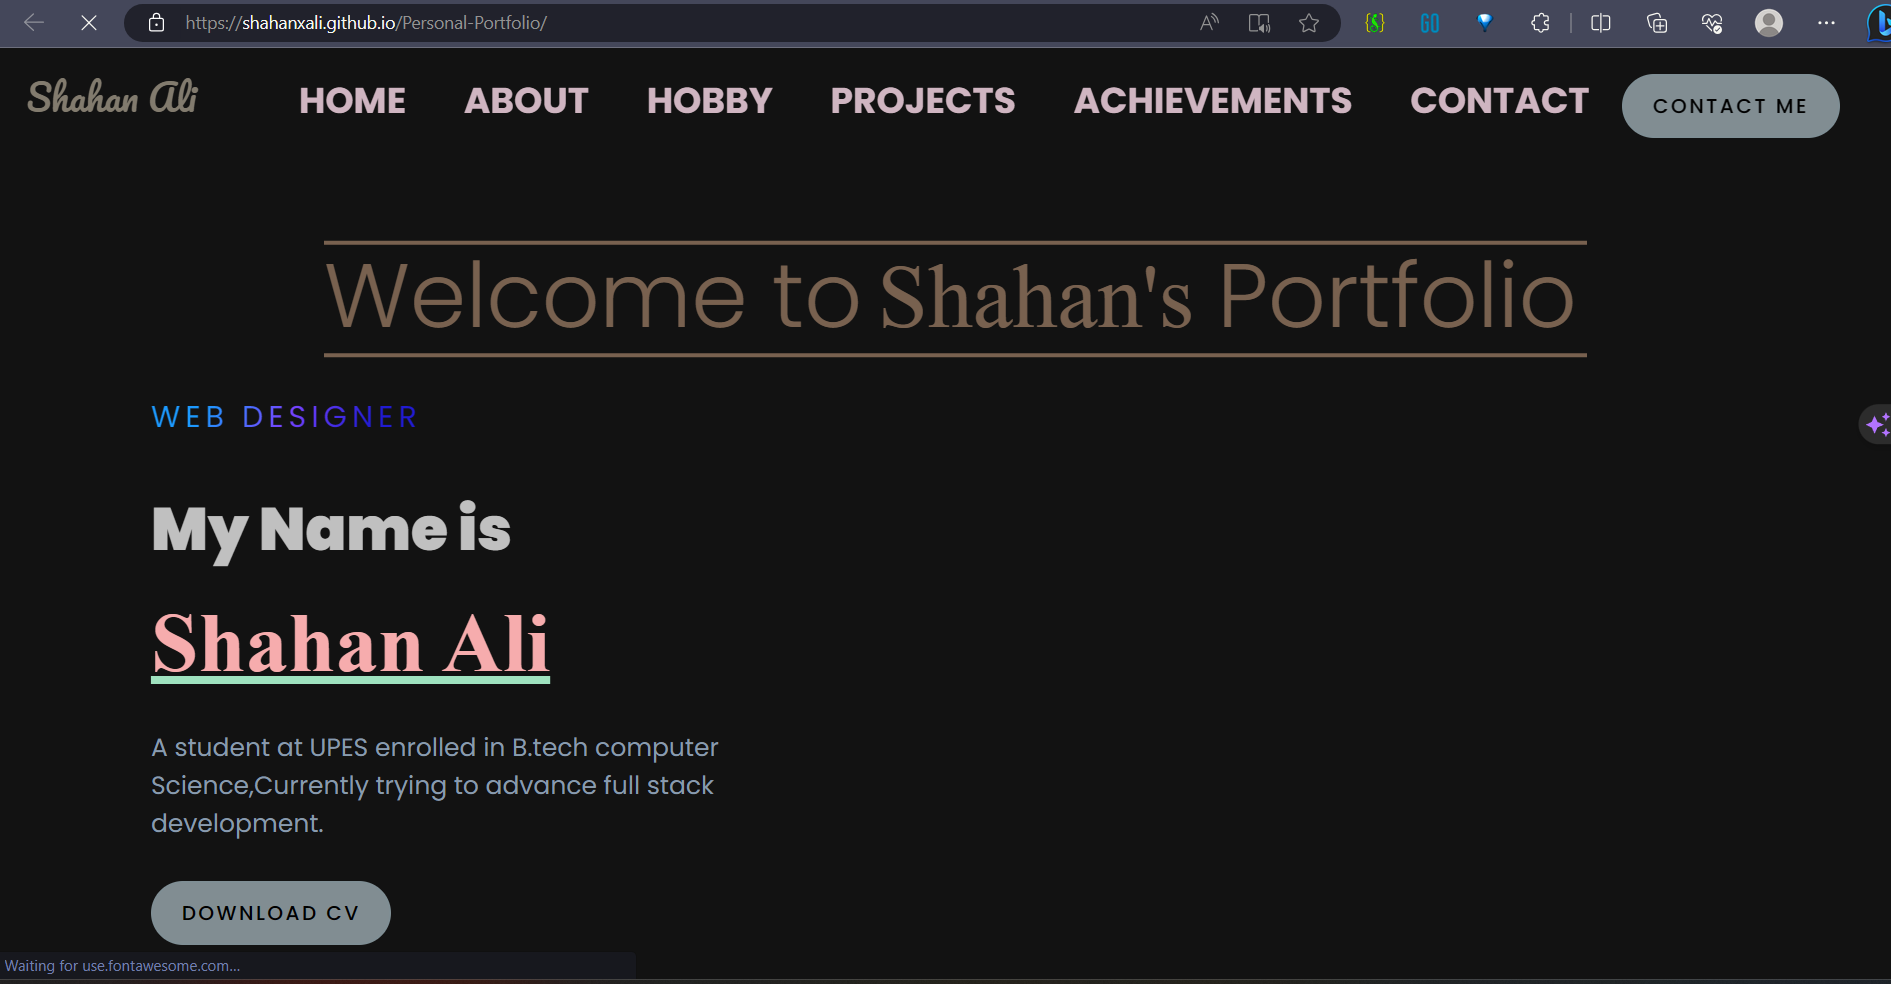 https://shahanxali.github.io/Personal-Portfolio/
Shahan Ali
HOME ABOUT HOBBY PROJECTS ACHIEVEMENTS CONTACT CONTACT ME
Welcome to Shahan's Portfolio
WEB DESIGNER
My Name is
Shahan Ali
A student at UPES enrolled in B.tech computer
Science,Currently trying to advance full stack
development.
DOWNLOAD CV
Waiting for use.fontawesome.com...